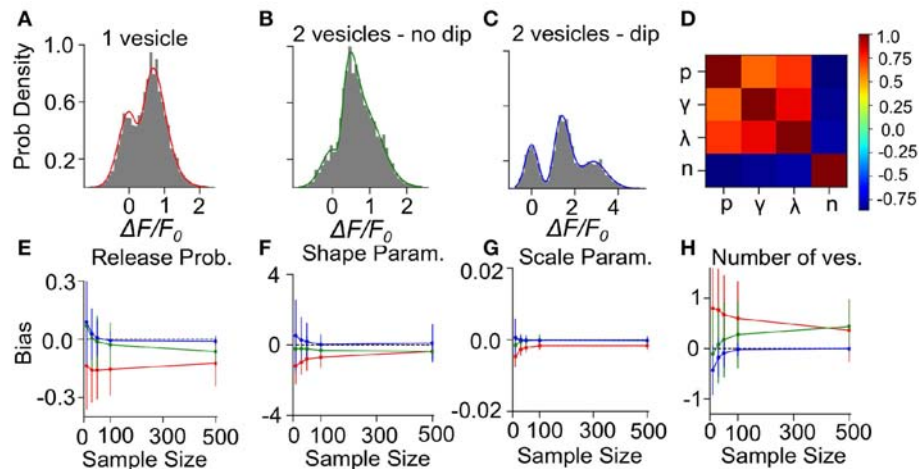 A
1 vesicle
Prob Density
1.0
0.6
0.2
0 1 2
ΔF/F0
B
2 vesicles - no dip
0 1 2
ΔF/F0
C
2 vesicles - dip
0 2 4
ΔF/F0
D
p
γ
λ
n
p γ λ n
1.0
0.75
0.50
0.25
0.0
-0.25
-0.50
-0.75
E
Release Prob.
Bias
0.3
0.0
-0.3
0 100 300 500
Sample Size
F
Shape Param.
4
0
-4
0 100 300 500
Sample Size
G
Scale Param.
0.02
0.00
-0.02
0 100 300 500
Sample Size
H
Number of ves.
1
0
-1
0 100 300 500
Sample Size